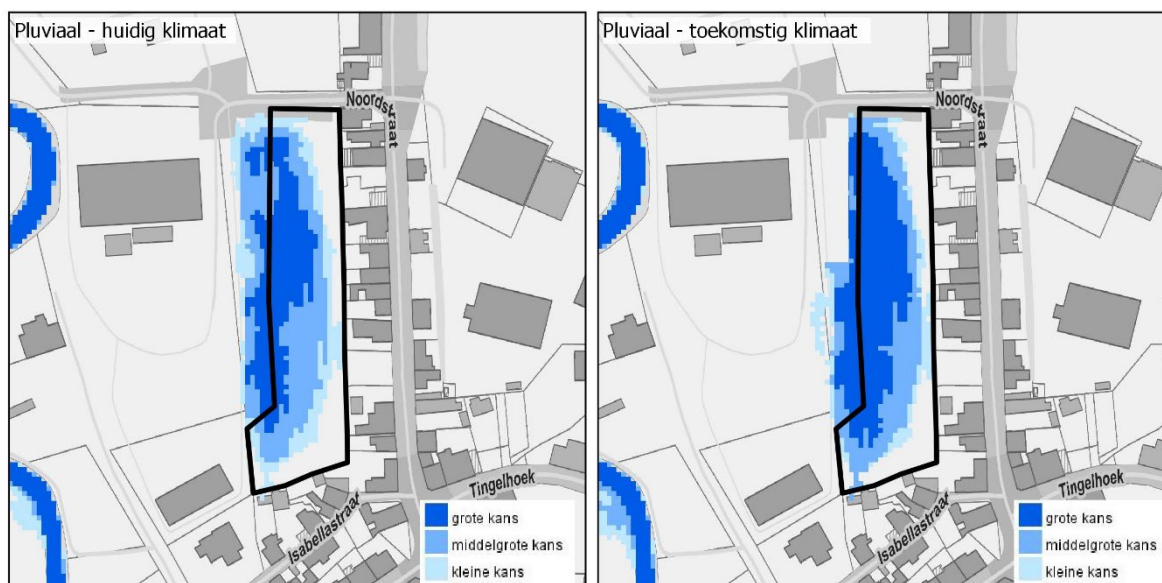 Pluviaal - huidig klimaat
Noordstraat
Tingelhoek
Isabellastraat
grote kans
middelgrote kans
kleine kans
Pluviaal - toekomstig klimaat
Noordstraat
Tingelhoek
Isabellastraat
grote kans
middelgrote kans
kleine kans